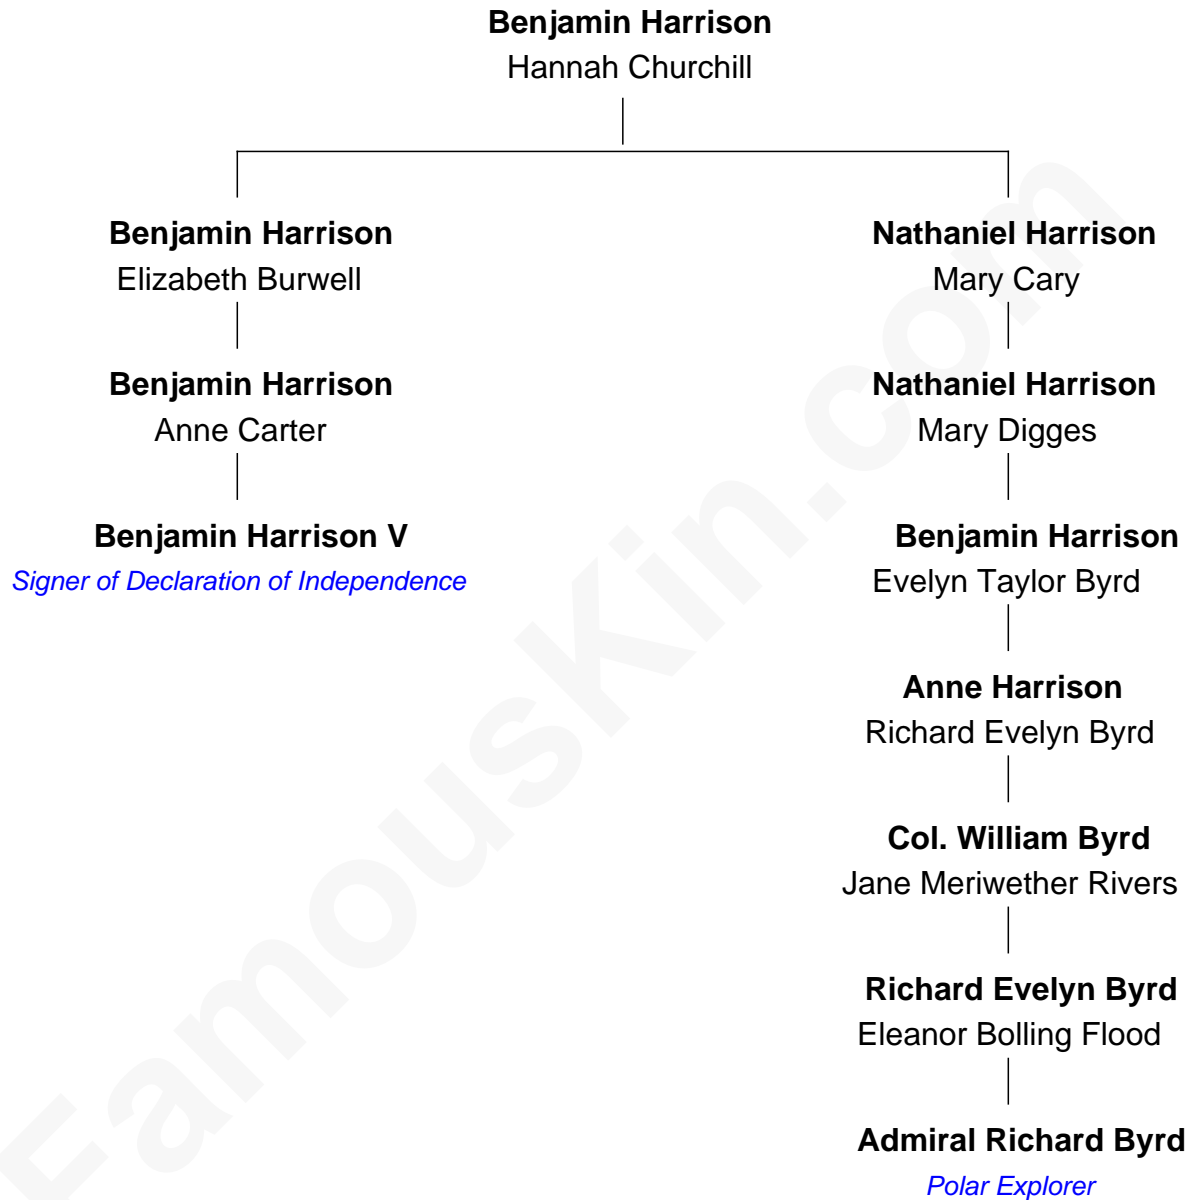 Benjamin Harrison
Hannah Churchill
Benjamin Harrison
Elizabeth Burwell
Benjamin Harrison
Anne Carter
Benjamin Harrison V
Signer of Declaration of Independence
Nathaniel Harrison
Mary Cary
Nathaniel Harrison
Mary Digges
Benjamin Harrison
Evelyn Taylor Byrd
Anne Harrison
Richard Evelyn Byrd
Col. William Byrd
Jane Meriwether Rivers
Richard Evelyn Byrd
Eleanor Bolling Flood
Admiral Richard Byrd
Polar Explorer
FamousKin.com